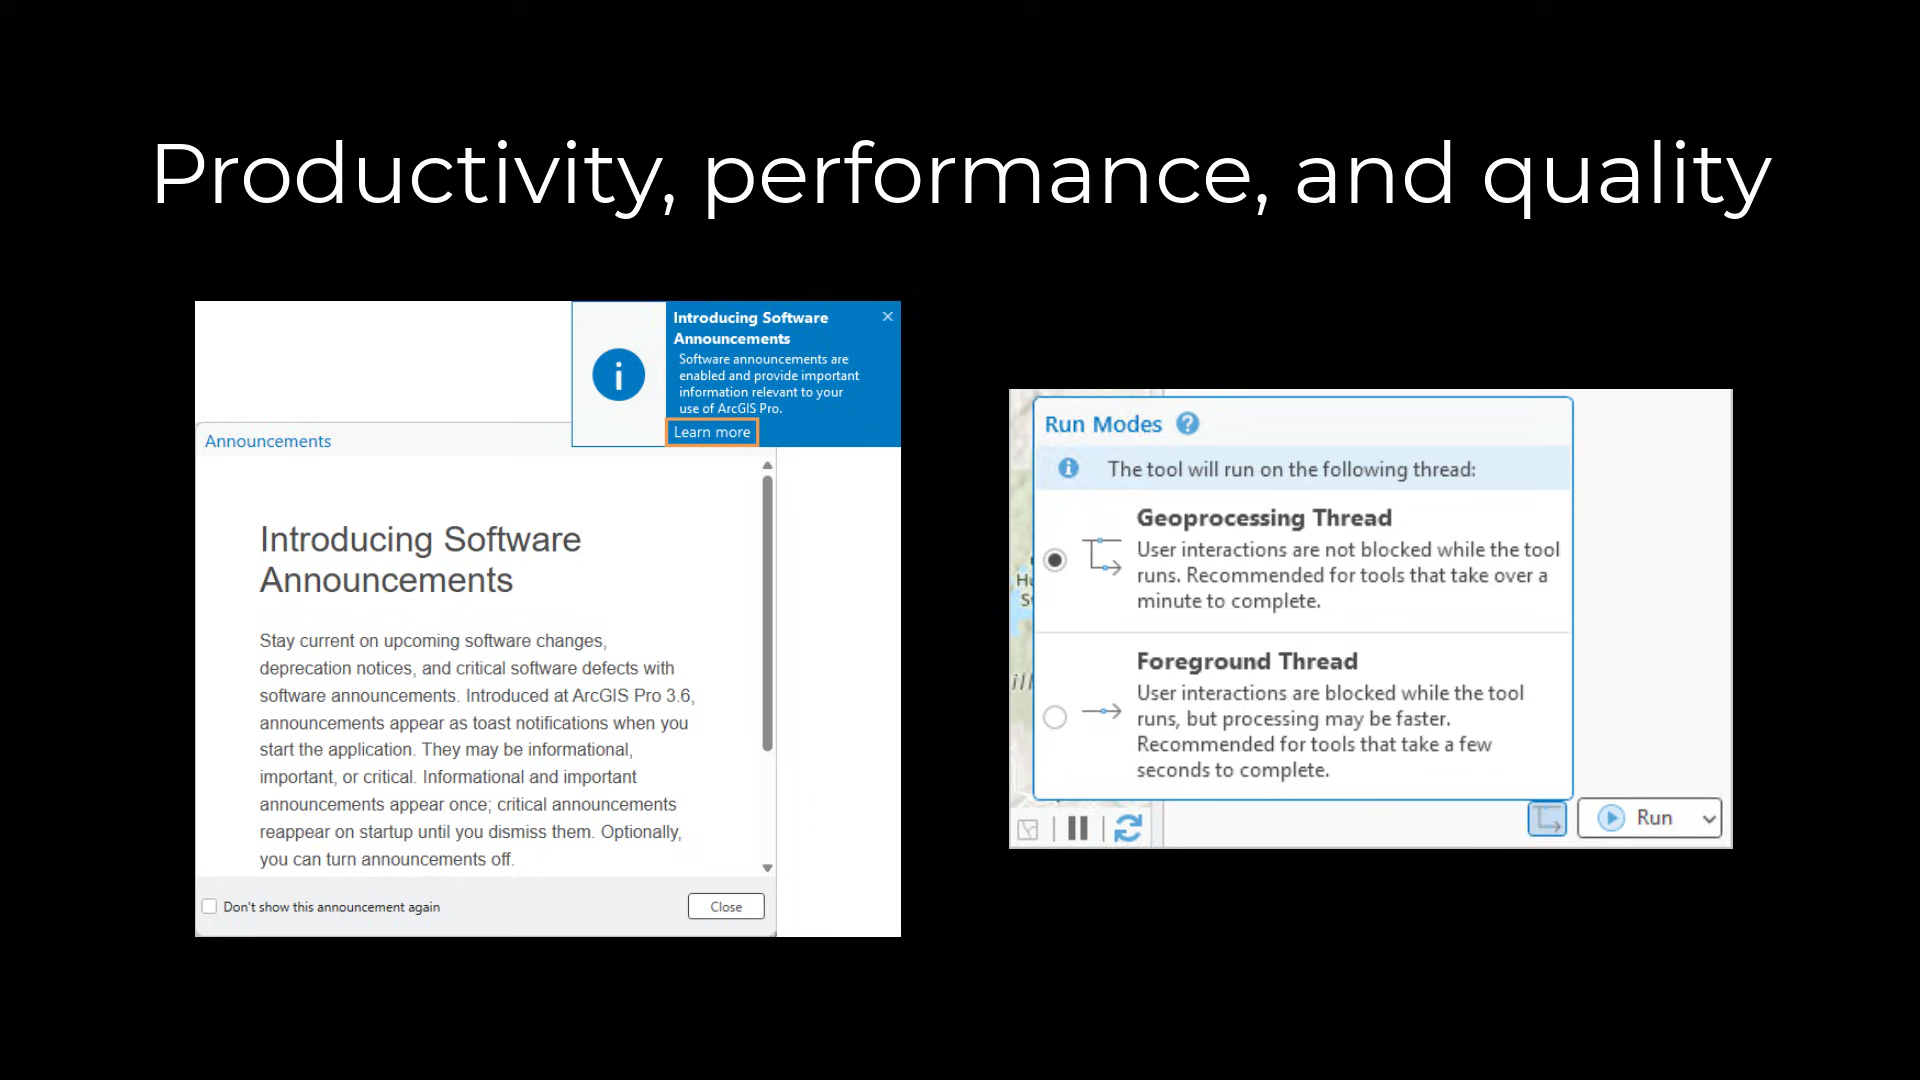 Productivity, performance, and quality
Introducing Software
Announcements
Software announcements are
enabled and provide important
information relevant to your
use of ArcGIS Pro.
Learn more
Announcements
Introducing Software
Announcements
Stay current on upcoming software changes,
deprecation notices, and critical software defects with
software announcements. Introduced at ArcGIS Pro 3.6,
announcements appear as toast notifications when you
start the application. They may be informational,
important, or critical. Informational and important
announcements appear once; critical announcements
reappear on startup until you dismiss them. Optionally,
you can turn announcements off.
Don't show this announcement again
Close
Run Modes
The tool will run on the following thread:
Geoprocessing Thread
User interactions are not blocked while the tool
runs. Recommended for tools that take over a
minute to complete.
Foreground Thread
User interactions are blocked while the tool
runs, but processing may be faster.
Recommended for tools that take a few
seconds to complete.
Run